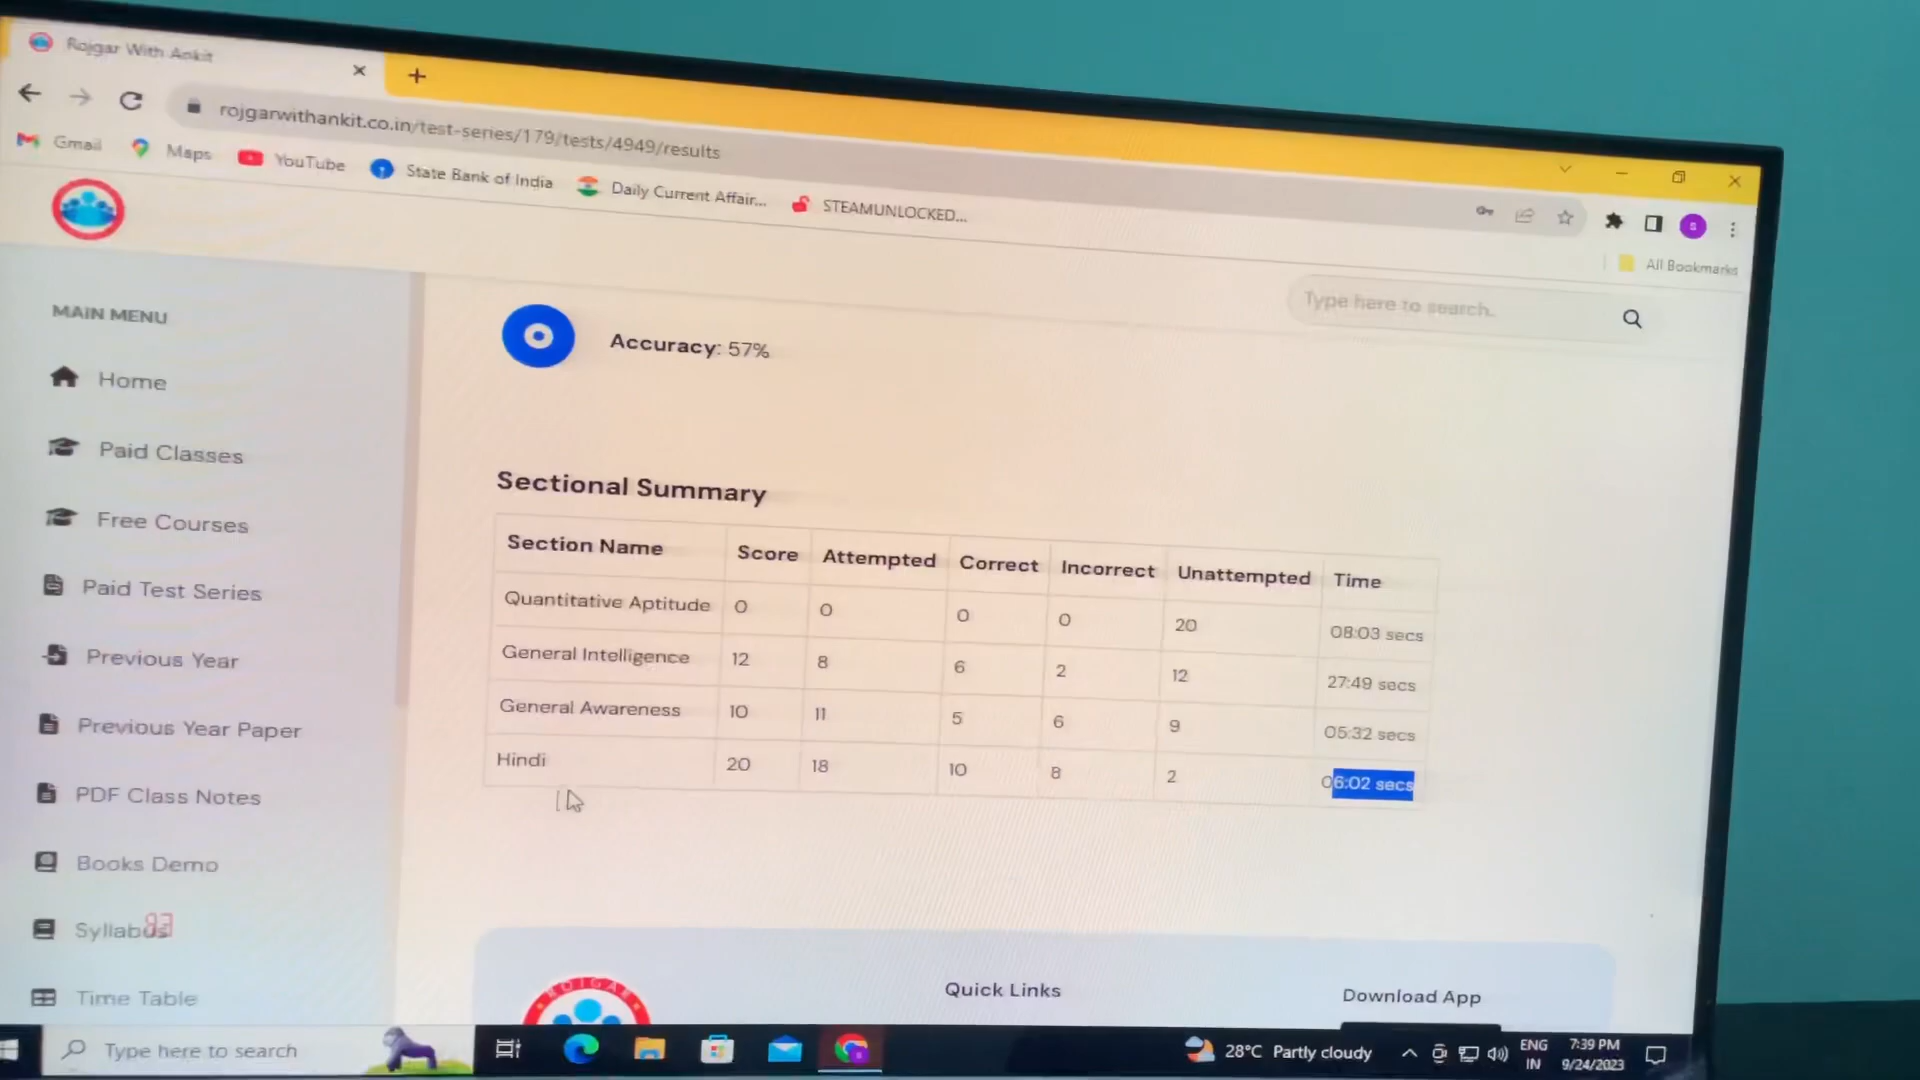 Rojgar With Ankit
rojgarwithankit.co.in/test-series/179/tests/4949/results
Gmail
Maps
YouTube
State Bank of India
Daily Current Affair...
STEAMUNLOCKED...
All Bookmarks
Type here to search.
MAIN MENU
Home
Paid Classes
Free Courses
Paid Test Series
Previous Year
Previous Year Paper
PDF Class Notes
Books Demo
Syllabus
Time Table
Accuracy: 57%
Sectional Summary
Section Name Score Attempted Correct Incorrect Unattempted Time
Quantitative Aptitude 0 0 0 0 20 08:03 secs
General Intelligence 12 8 6 2 12 27:49 secs
General Awareness 10 11 5 6 9 05:32 secs
Hindi 20 18 10 8 2 06:02 secs
ROJGAR
Quick Links
Download App
Type here to search
28°C Partly cloudy
ENG
IN
7:39 PM
9/24/2023